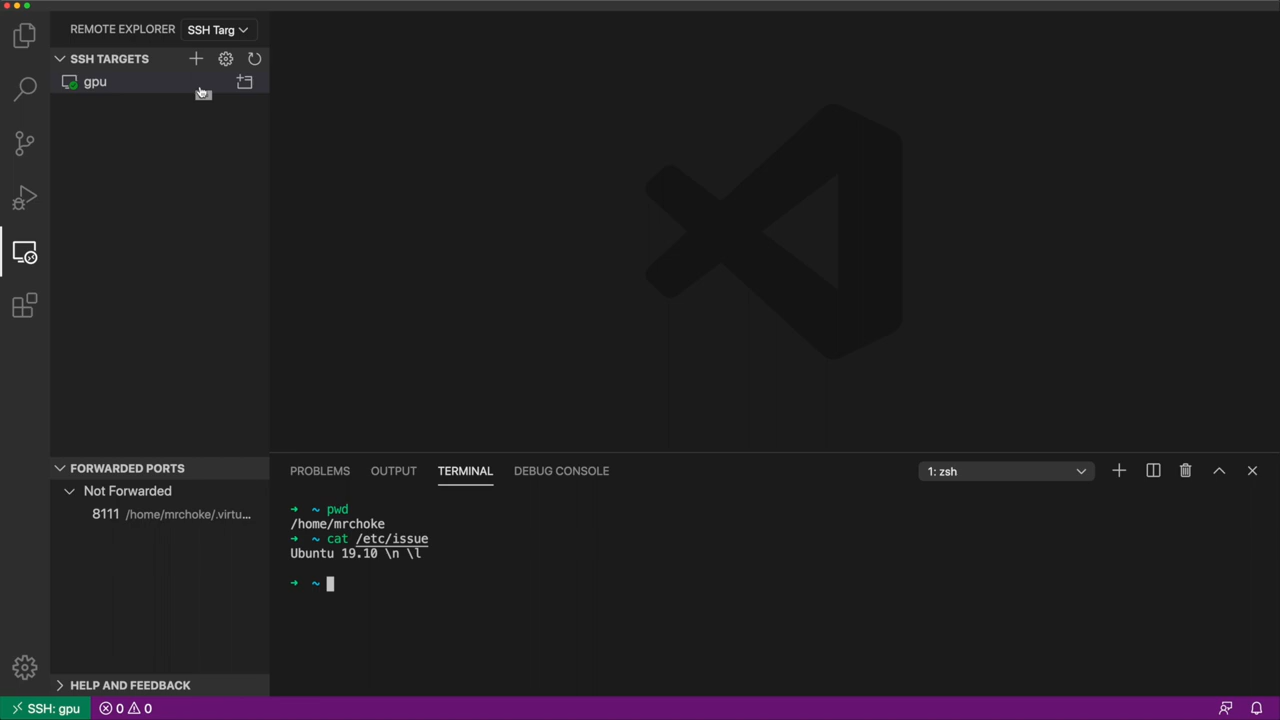 REMOTE EXPLORER SSH Targ
SSH TARGETS
gpu
FORWARDED PORTS
Not Forwarded
8111 /home/mrchoke/.virtu...
HELP AND FEEDBACK
PROBLEMS OUTPUT TERMINAL DEBUG CONSOLE 1: zsh
➜ ~ pwd
/home/mrchoke
➜ ~ cat /etc/issue
Ubuntu 19.10 \n \l
➜ ~
SSH: gpu 0 0